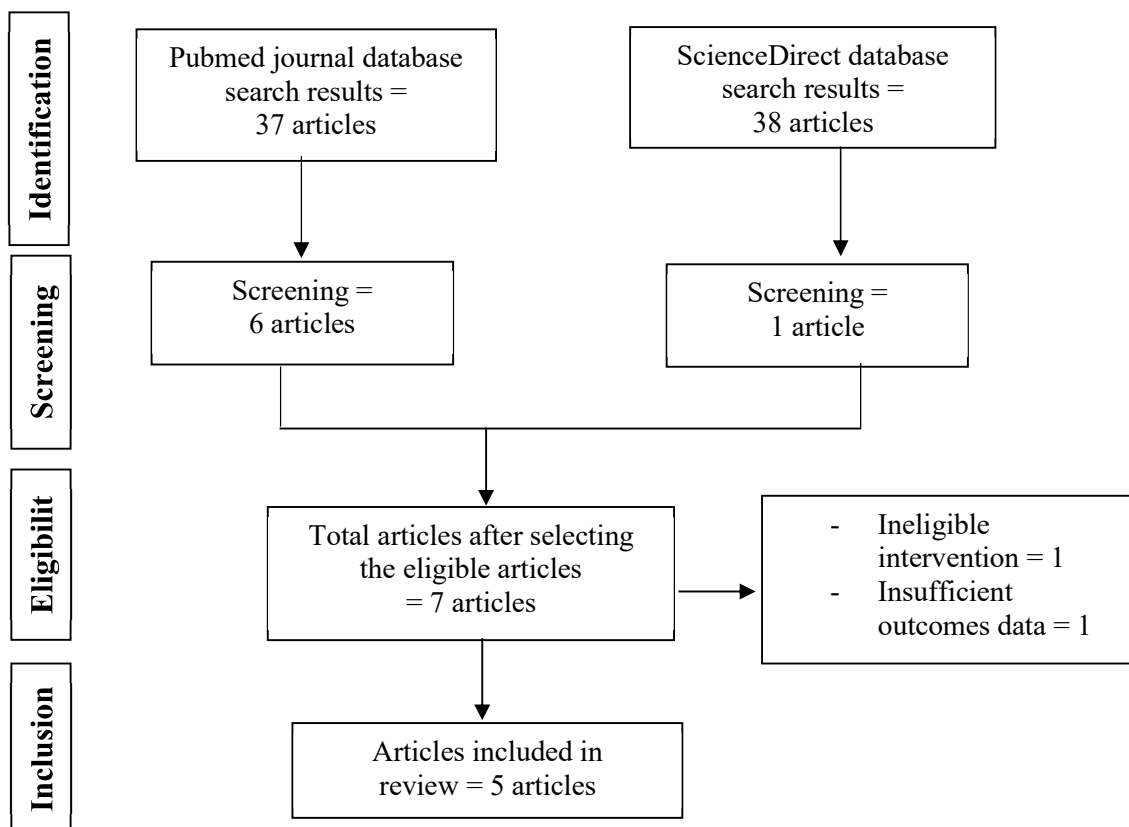 Identification
Pubmed journal database
search results =
37 articles
ScienceDirect database
search results =
38 articles
Screening
Screening =
6 articles
Screening =
1 article
Eligibilit
Total articles after selecting
the eligible articles
= 7 articles
- Ineligible
intervention = 1
- Insufficient
outcomes data = 1
Inclusion
Articles included in
review = 5 articles